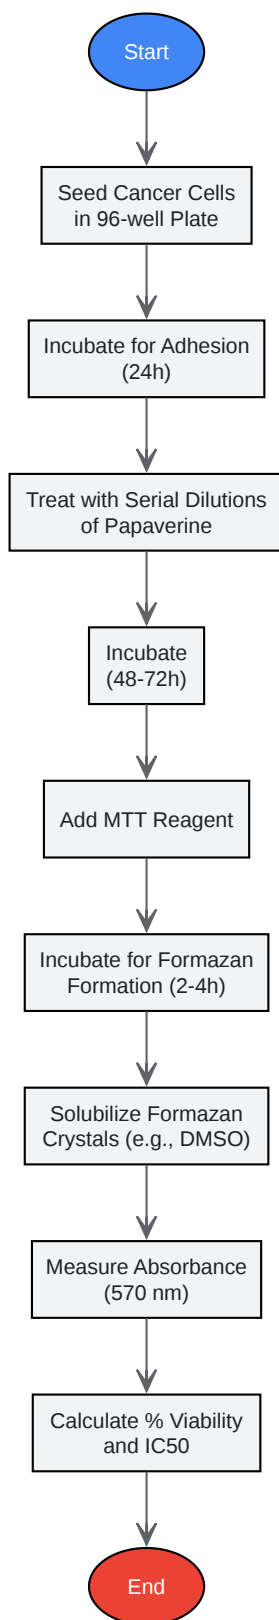 Start
Seed Cancer Cells
in 96-well Plate
Incubate for Adhesion
(24h)
Treat with Serial Dilutions
of Papaverine
Incubate
(48-72h)
Add MTT Reagent
Incubate for Formazan
Formation (2-4h)
Solubilize Formazan
Crystals (e.g., DMSO)
Measure Absorbance
(570 nm)
Calculate % Viability
and IC50
End